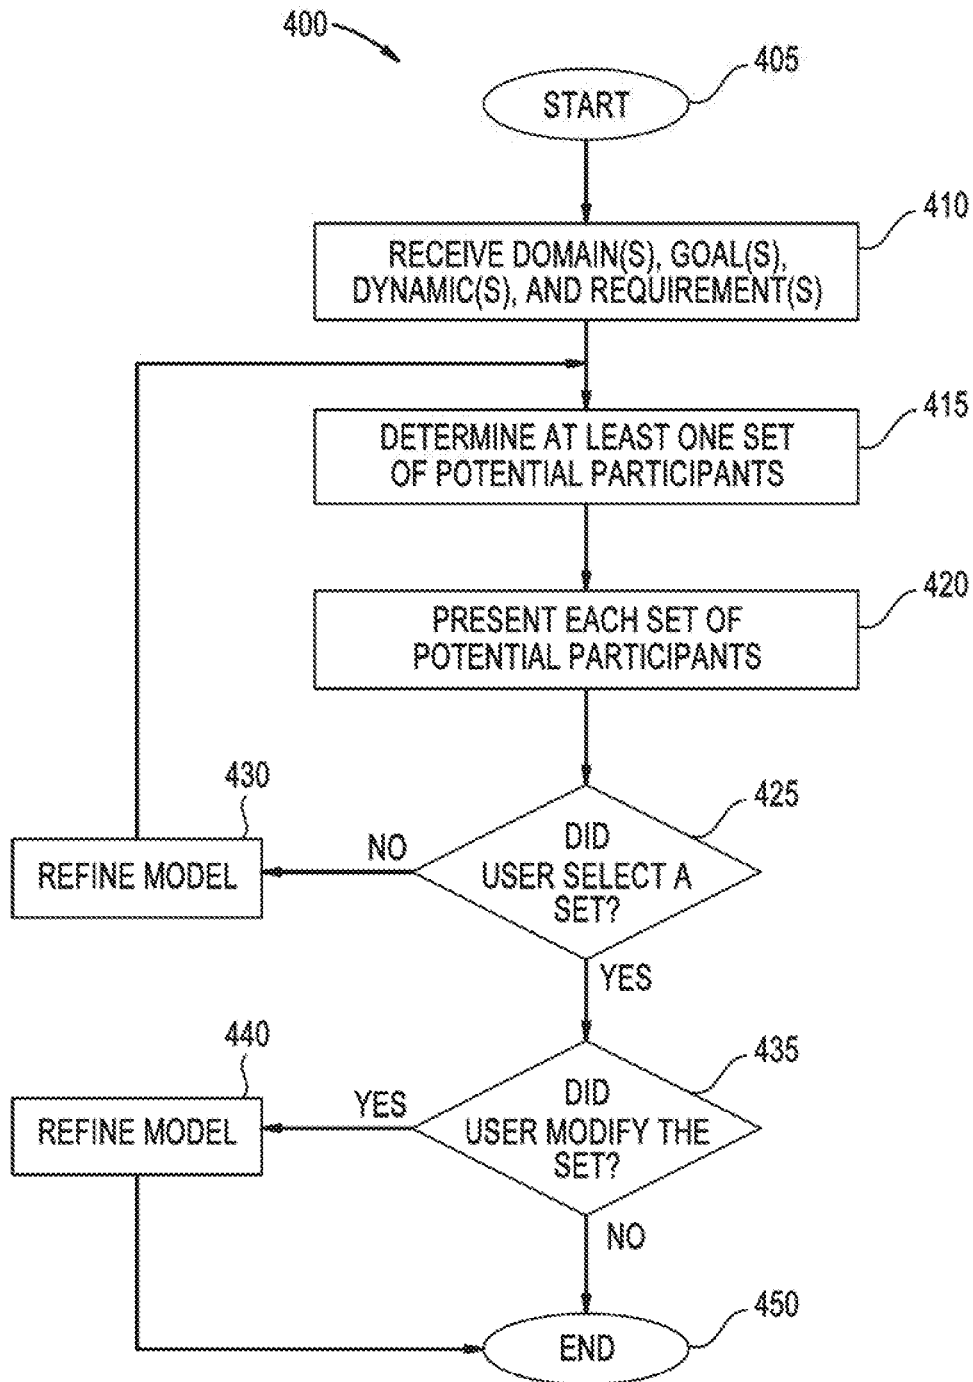 400
405
START
410
RECEIVE DOMAIN(S), GOAL(S),
DYNAMIC(S), AND REQUIREMENT(S)
415
DETERMINE AT LEAST ONE SET
OF POTENTIAL PARTICIPANTS
420
PRESENT EACH SET OF
POTENTIAL PARTICIPANTS
430
425
REFINE MODEL
NO
DID
USER SELECT A
SET?
YES
440
435
REFINE MODEL
YES
DID
USER MODIFY THE
SET?
NO
450
END